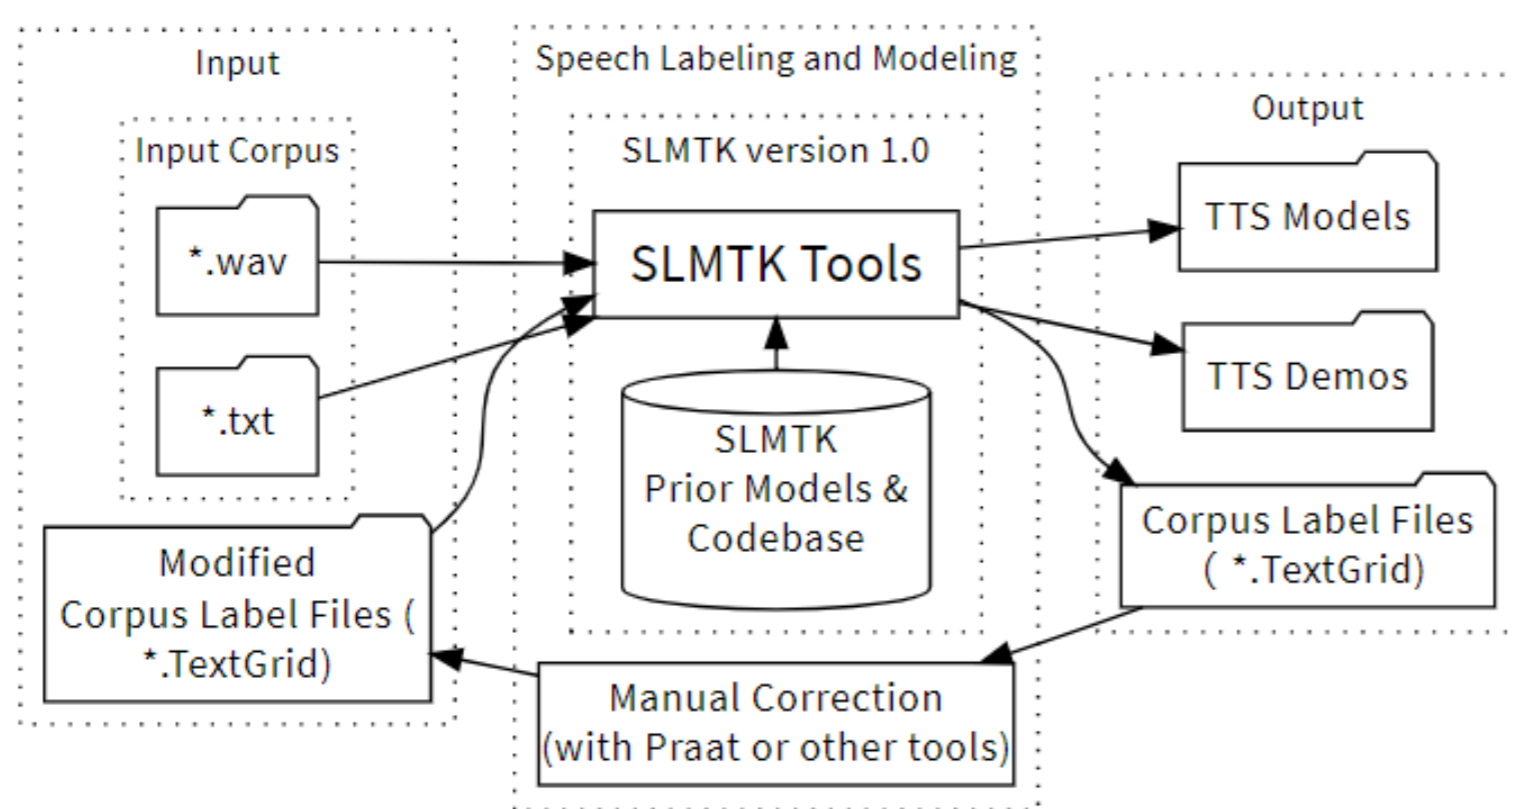 Input
Input Corpus
*.wav
*.txt
Modified
Corpus Label Files (
*.TextGrid)
Speech Labeling and Modeling
SLMTK version 1.0
SLMTK Tools
SLMTK
Prior Models &
Codebase
Manual Correction
(with Praat or other tools)
Output
TTS Models
TTS Demos
Corpus Label Files
( *.TextGrid)